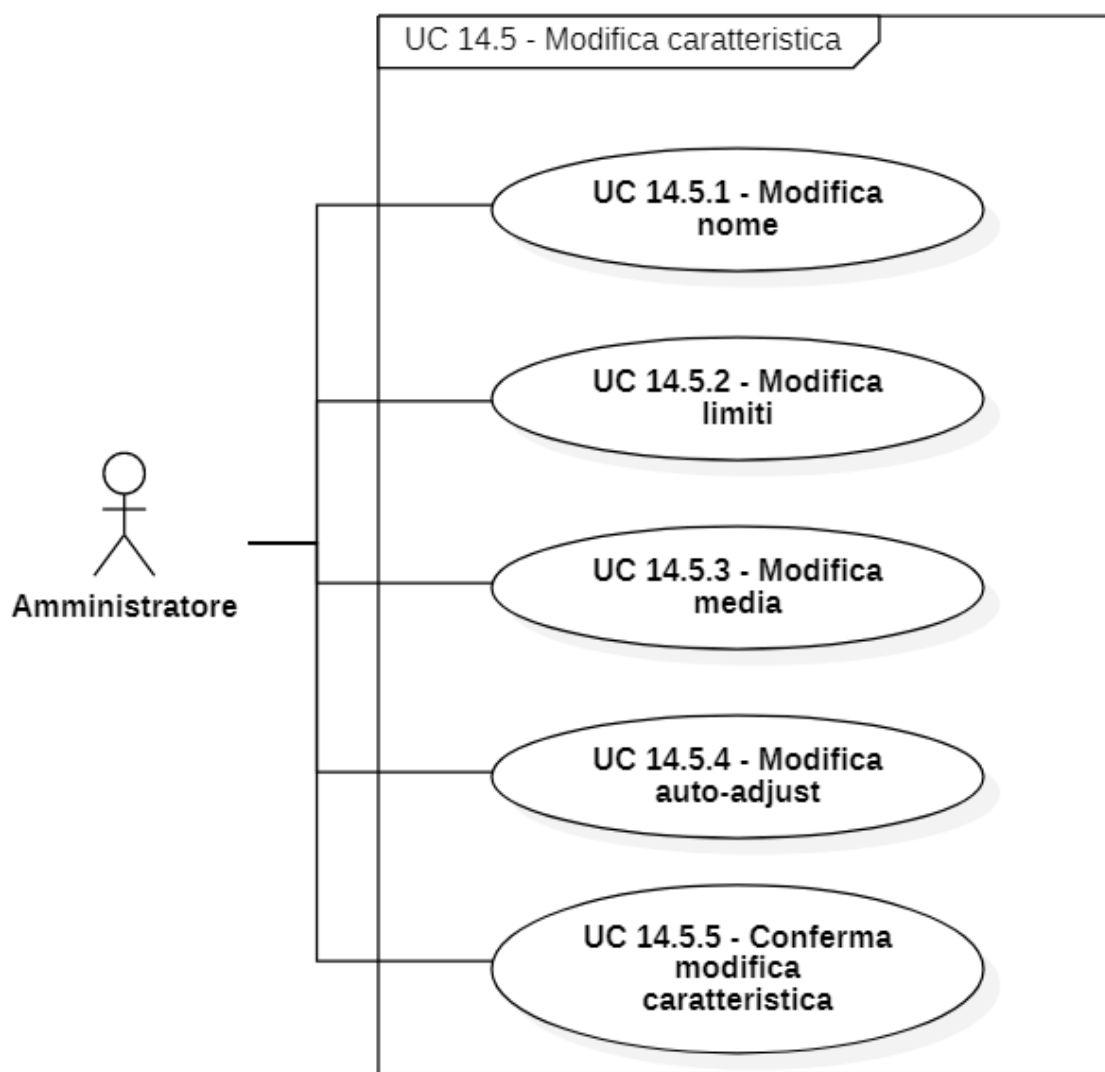 UC 14.5 - Modifica caratteristica
UC 14.5.1 - Modifica
nome
UC 14.5.2 - Modifica
limiti
UC 14.5.3 - Modifica
media
Amministratore
UC 14.5.4 - Modifica
auto-adjust
UC 14.5.5 - Conferma
modifica
caratteristica